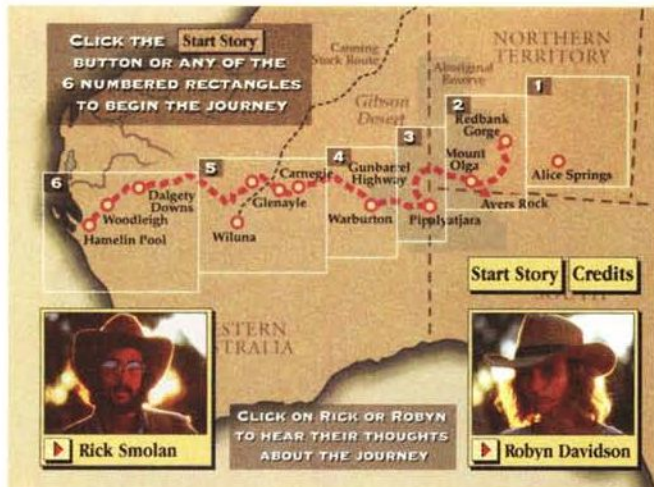 CLICK THE Start Story
BUTTON OR ANY OF THE
6 NUMBERED RECTANGLES
TO BEGIN THE JOURNEY
Canning
Stock Route
NORTHERN
TERRITORY
Aboriginal
Reserve
Gibson
Desert
1
2
Redbank
Gorge
3
Mount
Olga
Alice Springs
4
Gunbarrel
Highway
5
Carnegie
6
Dalgety
Downs
Glenayle
Ayers Rock
Woodleigh
Warburton
Pipalyatjara
Hamelin Pool
Wiluna
Start Story
Credits
SOUTH
ESTERN
STRALIA
CLICK ON RICK OR ROBYN
TO HEAR THEIR THOUGHTS
ABOUT THE JOURNEY
Rick Smolan
Robyn Davidson